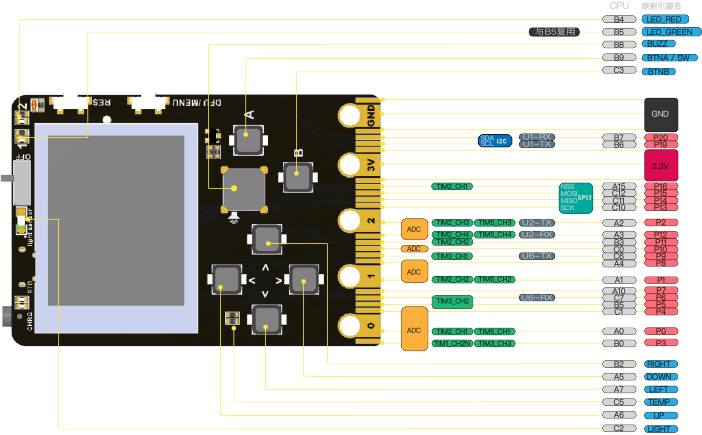 CPU 映射引脚名
B4 LED_RED
与B5复用 B5 LED_GREEN
B8 BUZZ
B9 BTNA / SW
C3 BTNB
RES
DFU/MENU
A
B
GND
3V
2
1
0
OFF
light sensor
CHRG
GND
SDA I2C U1-RX B7 P20
SCL U1-TX B6 P19
3.3V
TIM2_CH1 NSS A15 P16
MOSI SPI3 C12 P15
MISO C11 P14
SCK C10 P13
ADC TIM2_CH3 TIM5_CH3 U2-TX A2 P2
TIM2_CH4 TIM5_CH4 U2-RX A3 P12
TIM2_CH2 B3 P11
ADC P10
TIM3_CH1 U6-TX C6 P9
ADC A4 P8
TIM2_CH2 TIM5_CH2 A1 P1
A10 P7
U6-RX C7 P6
TIM3_CH2 B5 P5
C1 P4
ADC TIM2_CH1 TIM5_CH1 A0 P0
TIM1_CH2N TIM3_CH3 B0 P3
B2 RIGHT
A5 DOWN
A7 LEFT
C5 TEMP
A6 UP
C2 LIGHT